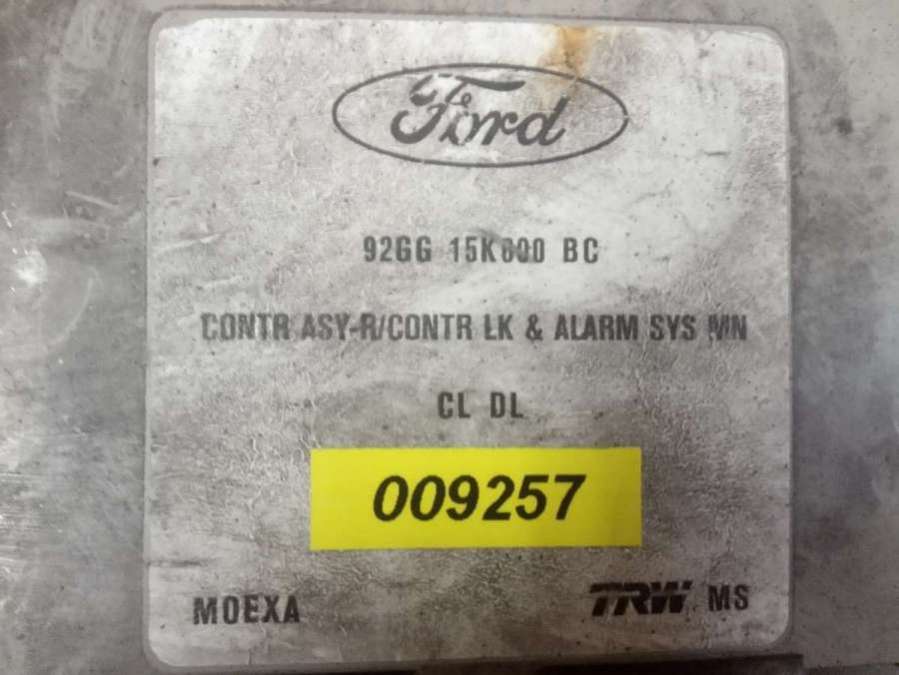 Ford
92GG 15K600 BC
CONTR ASY-R/CONTR LK & ALARM SYS MN
CL DL
009257
MOEXA
TRW MS